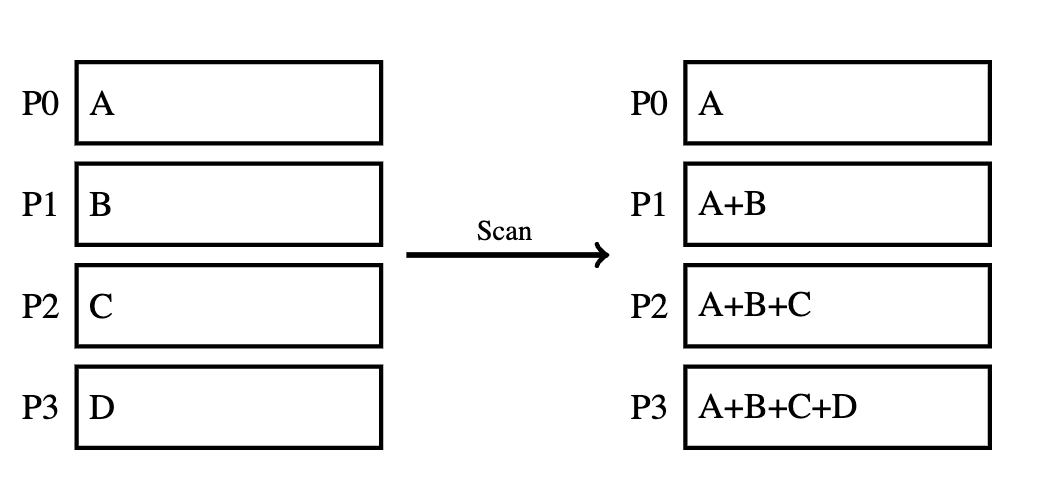 P0 A
P1 B
P2 C
P3 D
Scan
P0 A
P1 A+B
P2 A+B+C
P3 A+B+C+D